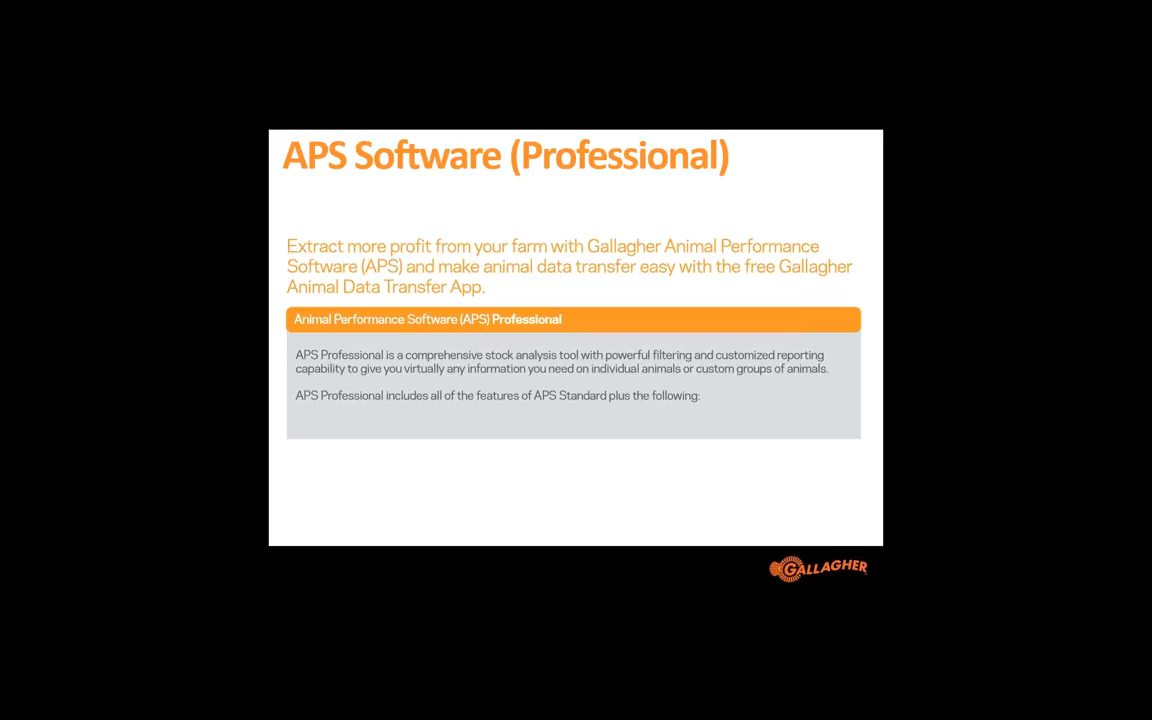 APS Software (Professional)
Extract more profit from your farm with Gallagher Animal Performance
Software (APS) and make animal data transfer easy with the free Gallagher
Animal Data Transfer App.
Animal Performance Software (APS) Professional
APS Professional is a comprehensive stock analysis tool with powerful filtering and customized reporting
capability to give you virtually any information you need on individual animals or custom groups of animals.
APS Professional includes all of the features of APS Standard plus the following:
GALLAGHER